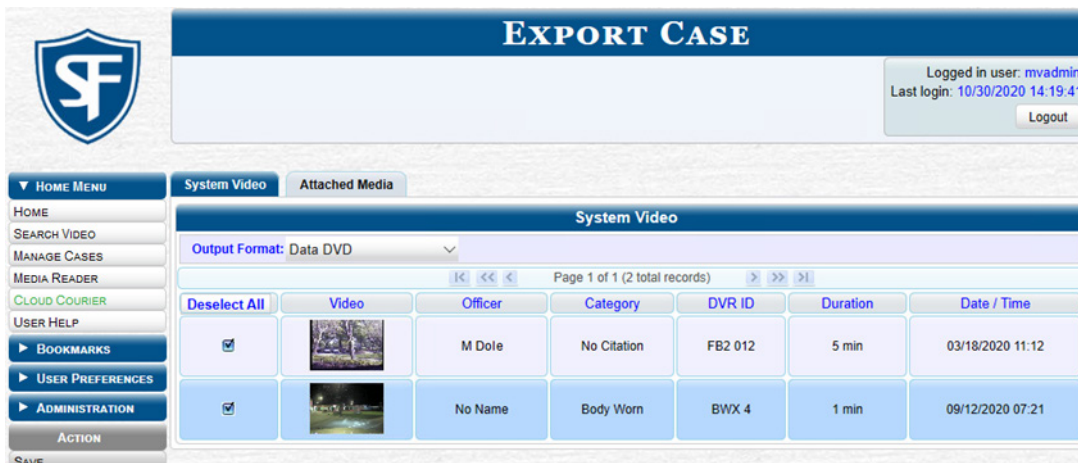 EXPORT CASE
SF
Logged in user: mvadmin
Last login: 10/30/2020 14:19:41
Logout
▼ HOME MENU
HOME
SEARCH VIDEO
MANAGE CASES
MEDIA READER
CLOUD COURIER
USER HELP
▶ BOOKMARKS
▶ USER PREFERENCES
▶ ADMINISTRATION
ACTION
SAVE
System Video Attached Media
System Video
Output Format: Data DVD
|< << < Page 1 of 1 (2 total records) > >> >|
Deselect All Video Officer Category DVR ID Duration Date / Time
M Dole No Citation FB2 012 5 min 03/18/2020 11:12
No Name Body Worn BWX 4 1 min 09/12/2020 07:21